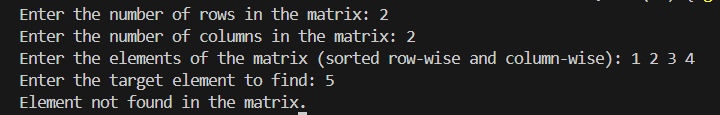 Enter the number of rows in the matrix: 2
Enter the number of columns in the matrix: 2
Enter the elements of the matrix (sorted row-wise and column-wise): 1 2 3 4
Enter the target element to find: 5
Element not found in the matrix.